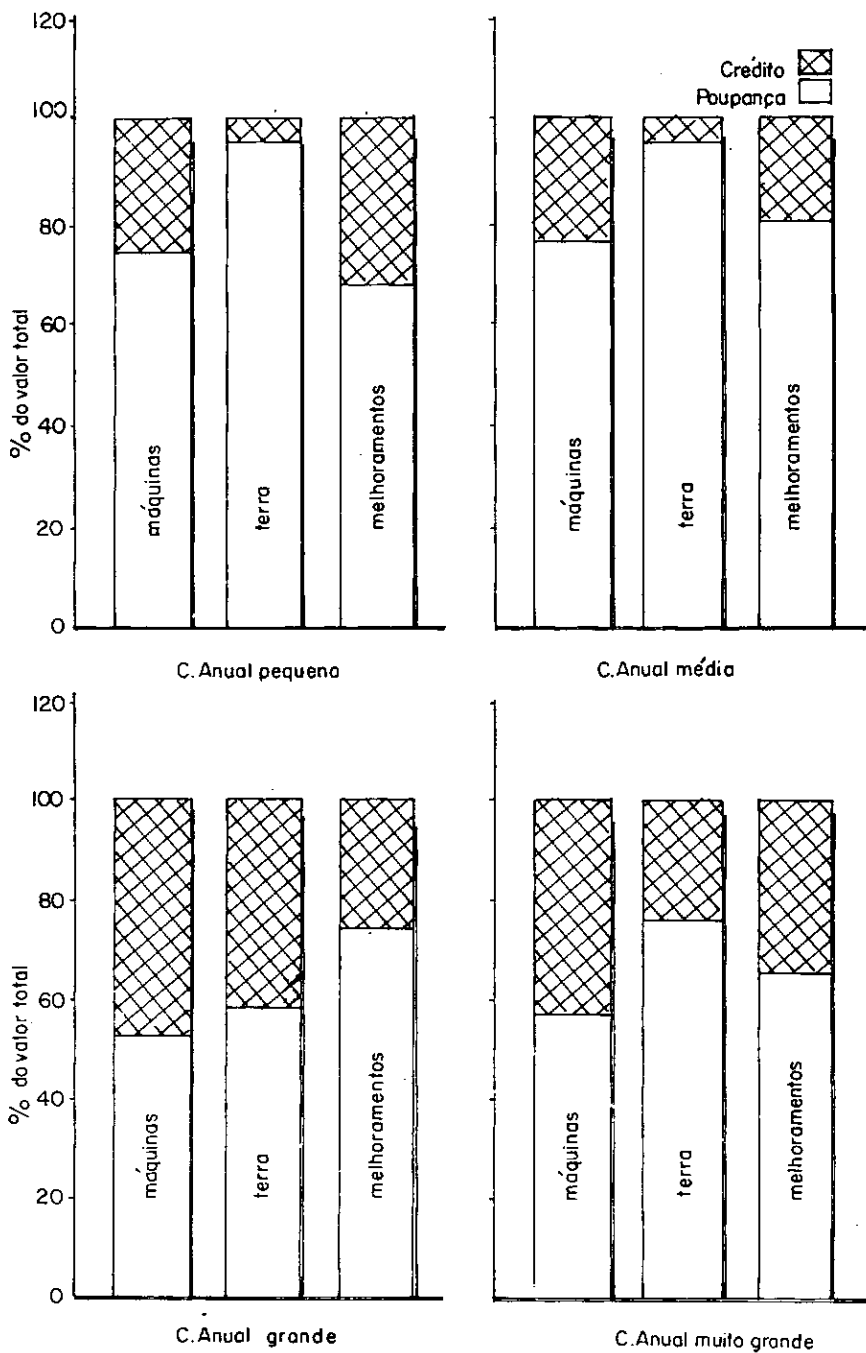 120
100
80
60
40
20
0
% do valor total
máquinas
terra
melhoramentos
C.Anual pequena
Crédito
Poupança
máquinas
terra
melhoramentos
C.Anual média
120
100
80
60
40
20
0
% do valor total
máquinas
terra
melhoramentos
C.Anual grande
máquinas
terra
melhoramentos
C.Anual muito grande